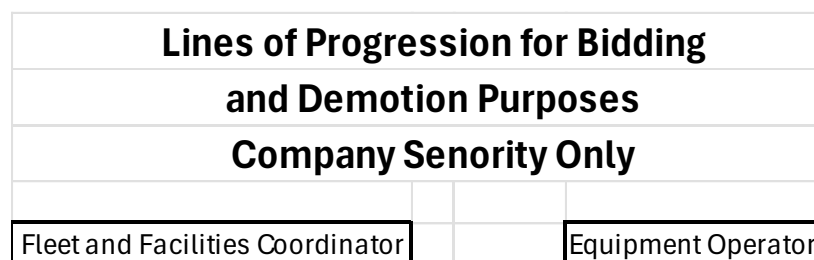 Lines of Progression for Bidding
and Demotion Purposes
Company Senority Only
Fleet and Facilities Coordinator
Equipment Operator